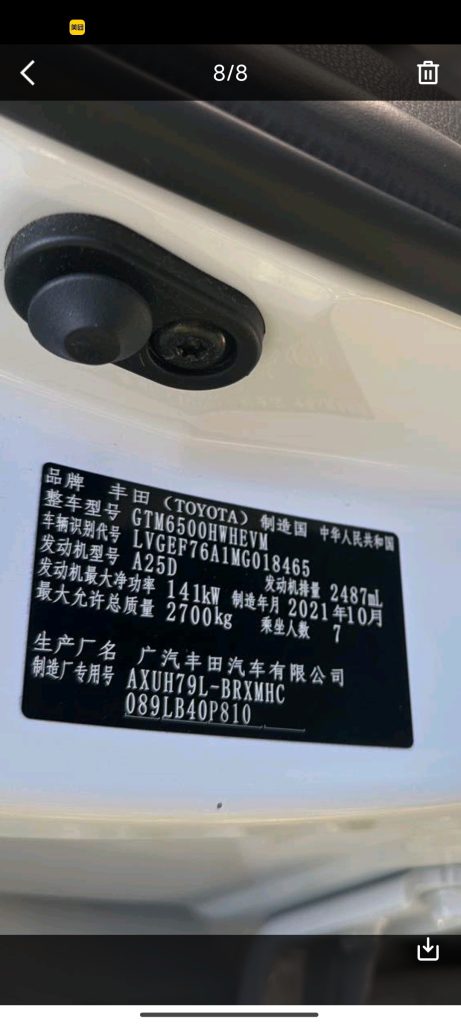 美团
8/8
品牌 丰田（TOYOTA） 制造国 中华人民共和国
整车型号 GTM6500HWHEVM
车辆识别代号 LVGEF76A1MG018465
发动机型号 A25D 发动机排量 2487mL
发动机最大净功率 141kW 制造年月 2021年10月
最大允许总质量 2700kg 乘坐人数 7
生产厂名 广汽丰田汽车有限公司
制造厂专用号 AXUH79L-BRXMHC
089LB40P810